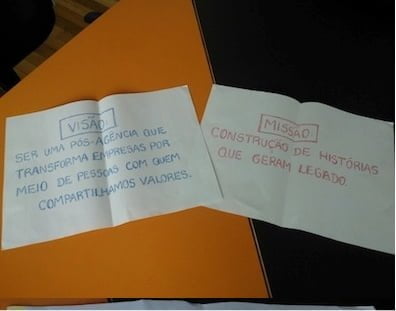 VISÃO:
SER UMA PÓS-AGÊNCIA QUE
TRANSFORMA EMPRESAS POR
MEIO DE PESSOAS COM QUEM
COMPARTILHAMOS VALORES.
MISSÃO:
CONSTRUÇÃO DE HISTÓRIAS
QUE GERAM LEGADO.